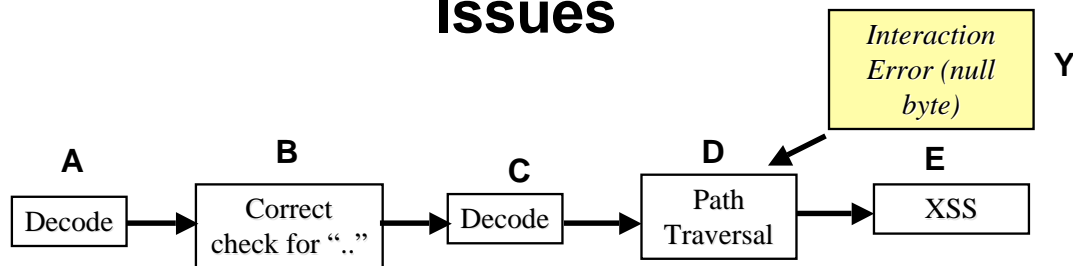 Issues
Interaction
Error (null
byte)
Y
A
B
C
D
E
Decode
Correct
check for “..”
Decode
Path
Traversal
XSS